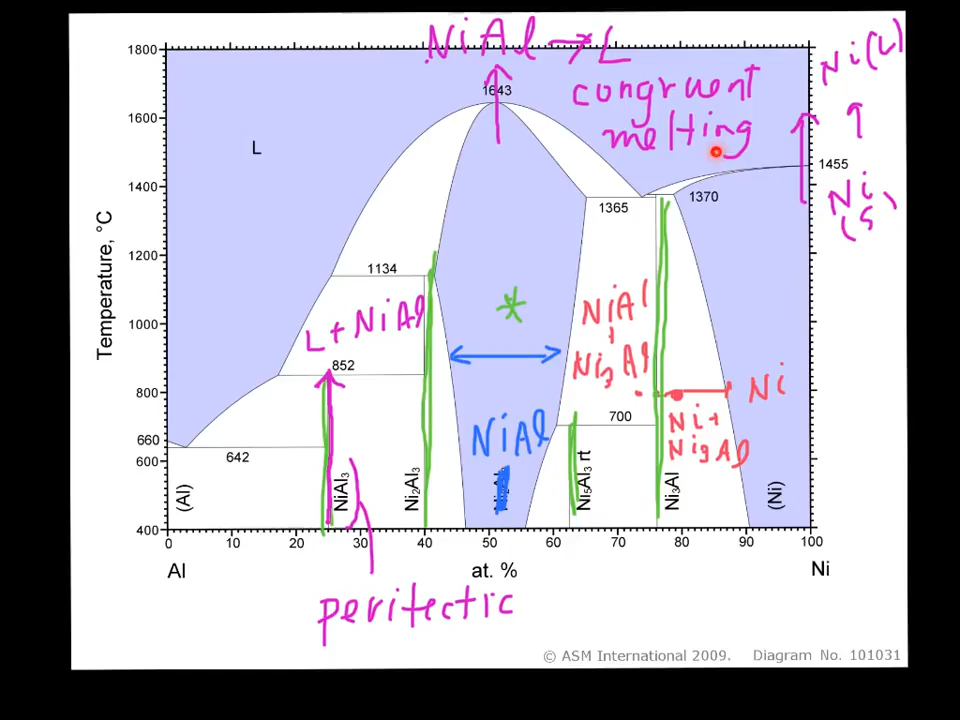 NiAl → L
1800
1643
congruent
melting
Ni(L)
1600
L
1455
1400
1370
1365
Ni
(S)
Temperature, °C
1200
1134
1000
L + NiAl
NiAl
+
Ni₃Al
852
800
Ni
Ni +
Ni₃Al
700
660
642
600
NiAl
(Al)
NiAl₃
Ni₂Al₃
Ni₅Al₃ rt
Ni₃Al
(Ni)
400
0 10 20 30 40 50 60 70 80 90 100
Al at. % Ni
peritectic
© ASM International 2009. Diagram No. 101031